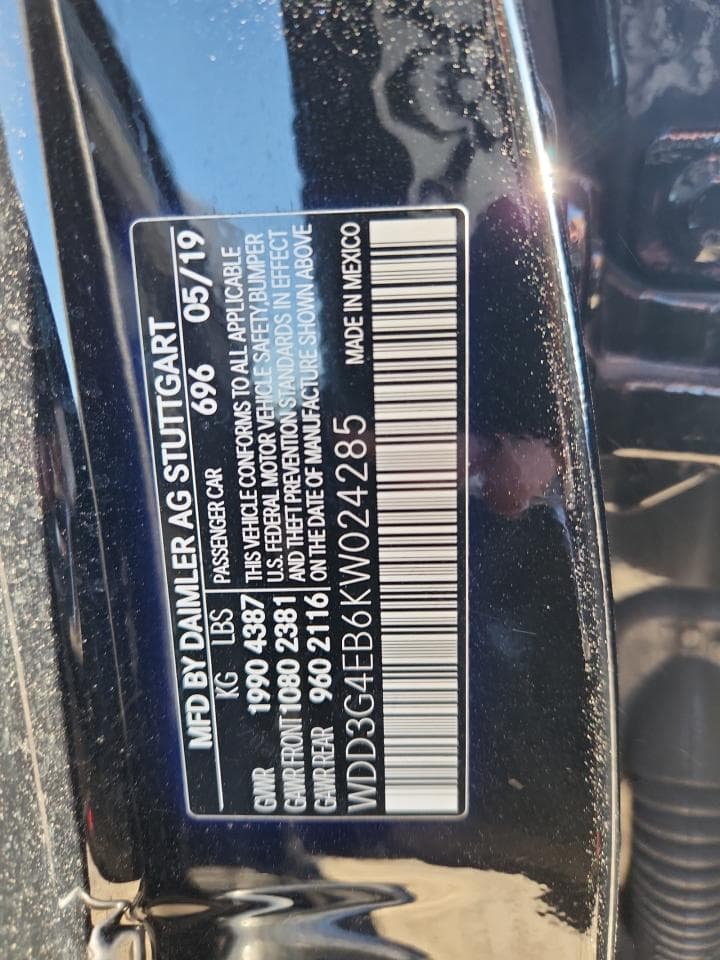 MFD BY DAIMLER AG STUTTGART
KG LBS PASSENGER CAR 696 05/19
GVWR 1990 4387 THIS VEHICLE CONFORMS TO ALL APPLICABLE
U.S. FEDERAL MOTOR VEHICLE SAFETY,BUMPER
GAWR FRONT 1080 2381 AND THEFT PREVENTION STANDARDS IN EFFECT
GAWR REAR 960 2116 ON THE DATE OF MANUFACTURE SHOWN ABOVE
WDD3G4EB6KW024285 MADE IN MEXICO